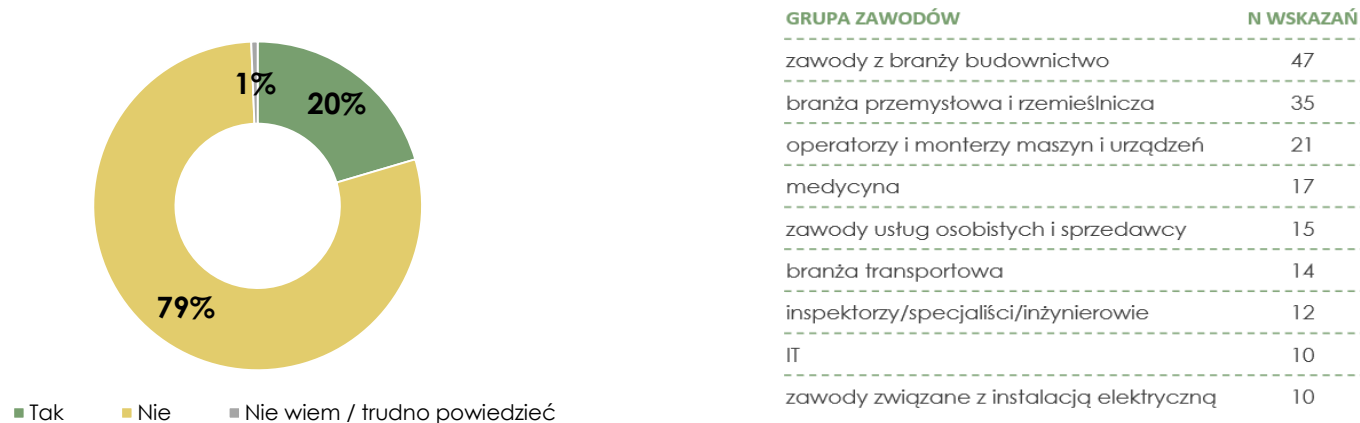 1%
20%
79%
Tak
Nie
Nie wiem / trudno powiedzieć
GRUPA ZAWODÓW N WSKAZAŃ
zawody z branży budownictwo 47
branża przemysłowa i rzemieślnicza 35
operatorzy i monterzy maszyn i urządzeń 21
medycyna 17
zawody usług osobistych i sprzedawcy 15
branża transportowa 14
inspektorzy/specjaliści/inżynierowie 12
IT 10
zawody związane z instalacją elektryczną 10